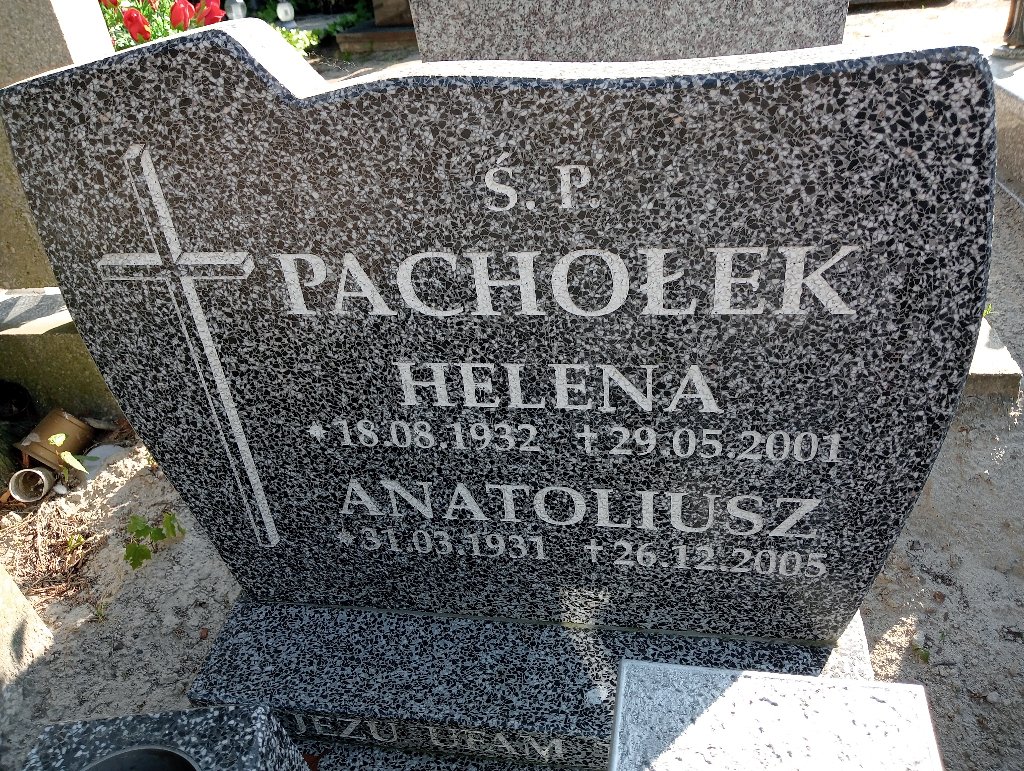 Ś. P.
PACHOŁEK
HELENA
*18.08.1932 +29.05.2001
ANATOLIUSZ
*31.03.1931 +26.12.2005
JEZU UFAM